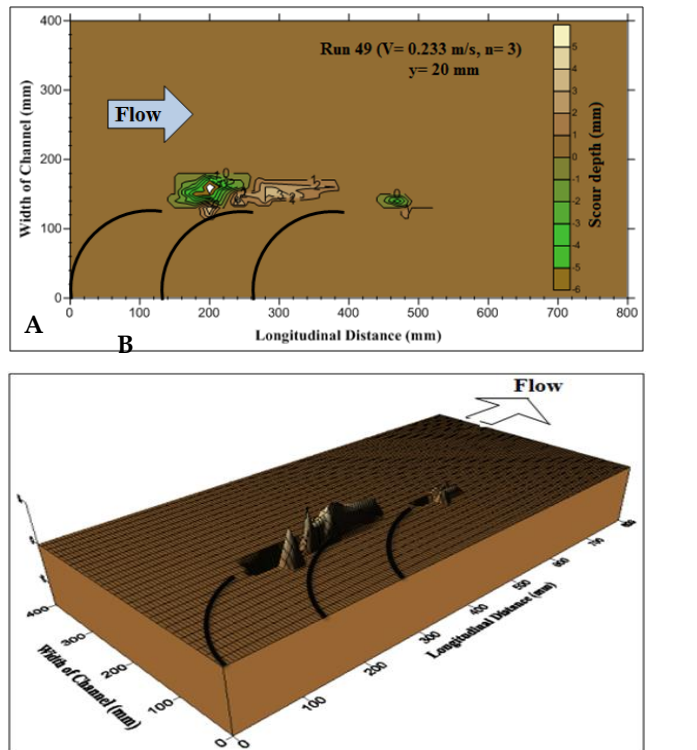 400
300
200
100
0
Width of Channel (mm)
Run 49 (V= 0.233 m/s, n= 3)
y= 20 mm
Flow
5
4
3
2
1
0
-1
-2
-3
-4
-5
-6
Scour depth (mm)
0 100 200 300 400 500 600 700 800
Longitudinal Distance (mm)
A
B
Flow
400
300
200
100
0
Width of Channel (mm)
0
100
200
300
400
500
600
700
Longitudinal Distance (mm)